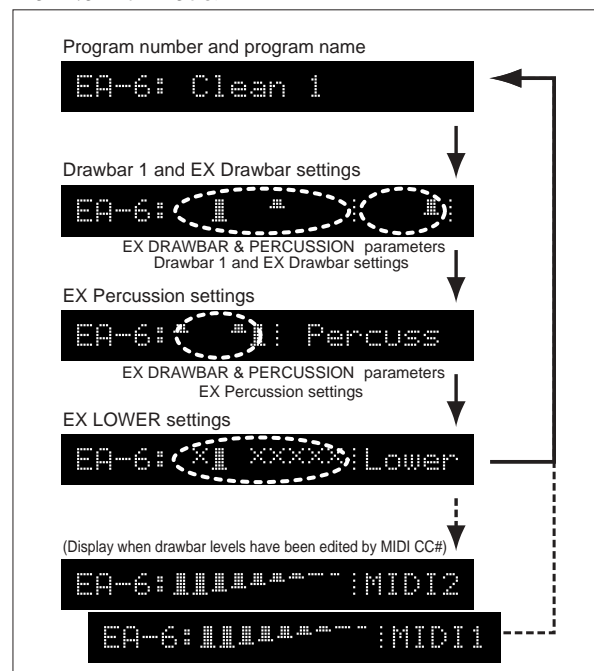 Program number and program name
EA-6: Clean 1
Drawbar 1 and EX Drawbar settings
EA-6:
EX DRAWBAR & PERCUSSION parameters
Drawbar 1 and EX Drawbar settings
EX Percussion settings
EA-6: Percuss
EX DRAWBAR & PERCUSSION parameters
EX Percussion settings
EX LOWER settings
EA-6: X XXXXX Lower
(Display when drawbar levels have been edited by MIDI CC#)
EA-6: MIDI2
EA-6: MIDI1